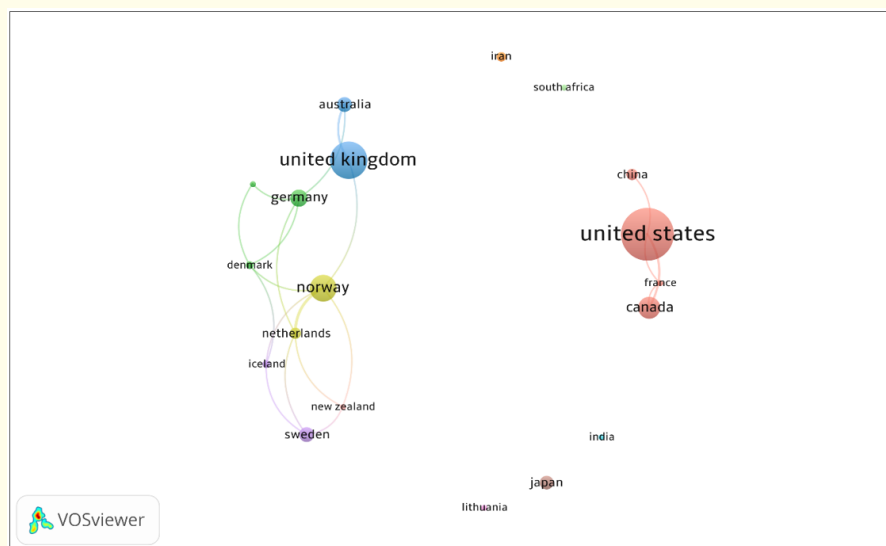 iran
south africa
australia
united kingdom
china
germany
united states
denmark
france
norway
canada
netherlands
iceland
new zealand
sweden
india
japan
lithuania
VOSviewer